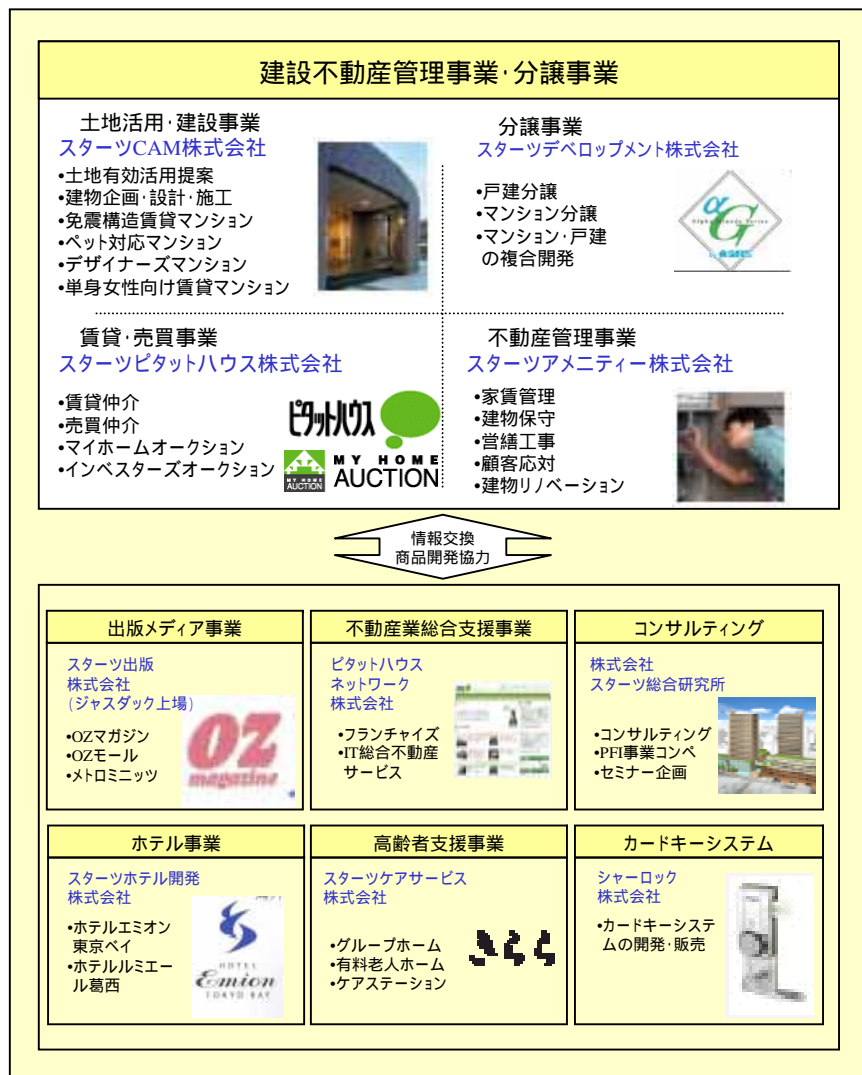 建設不動産管理事業･分譲事業
土地活用･建設事業
スターツCAM株式会社
•土地有効活用提案
•建物企画･設計･施工
•免震構造賃貸マンション
•ペット対応マンション
•デザイナーズマンション
•単身女性向け賃貸マンション
分譲事業
スターツデベロップメント株式会社
•戸建分譲
•マンション分譲
•マンション･戸建
の複合開発
αG
賃貸･売買事業
スターツピタットハウス株式会社
•賃貸仲介
•売買仲介
•マイホームオークション
•インベスターズオークション
ピタットハウス
MY HOME
AUCTION
MY HOME
AUCTION
不動産管理事業
スターツアメニティー株式会社
•家賃管理
•建物保守
•営繕工事
•顧客応対
•建物リノベーション
情報交換
商品開発協力
出版メディア事業
スターツ出版
株式会社
(ジャスダック上場)
•OZマガジン
•OZモール
•メトロミニッツ
OZ
magazine
不動産業総合支援事業
ピタットハウス
ネットワーク
株式会社
•フランチャイズ
•IT総合不動産
サービス
コンサルティング
株式会社
スターツ総合研究所
•コンサルティング
•PFI事業コンペ
•セミナー企画
ホテル事業
スターツホテル開発
株式会社
•ホテルエミオン
東京ベイ
•ホテルルミエー
ル葛西
HOTEL
Emion
TOKYO BAY
高齢者支援事業
スターツケアサービス
株式会社
•グループホーム
•有料老人ホーム
•ケアステーション
カードキーシステム
シャーロック
株式会社
•カードキーシステ
ムの開発･販売